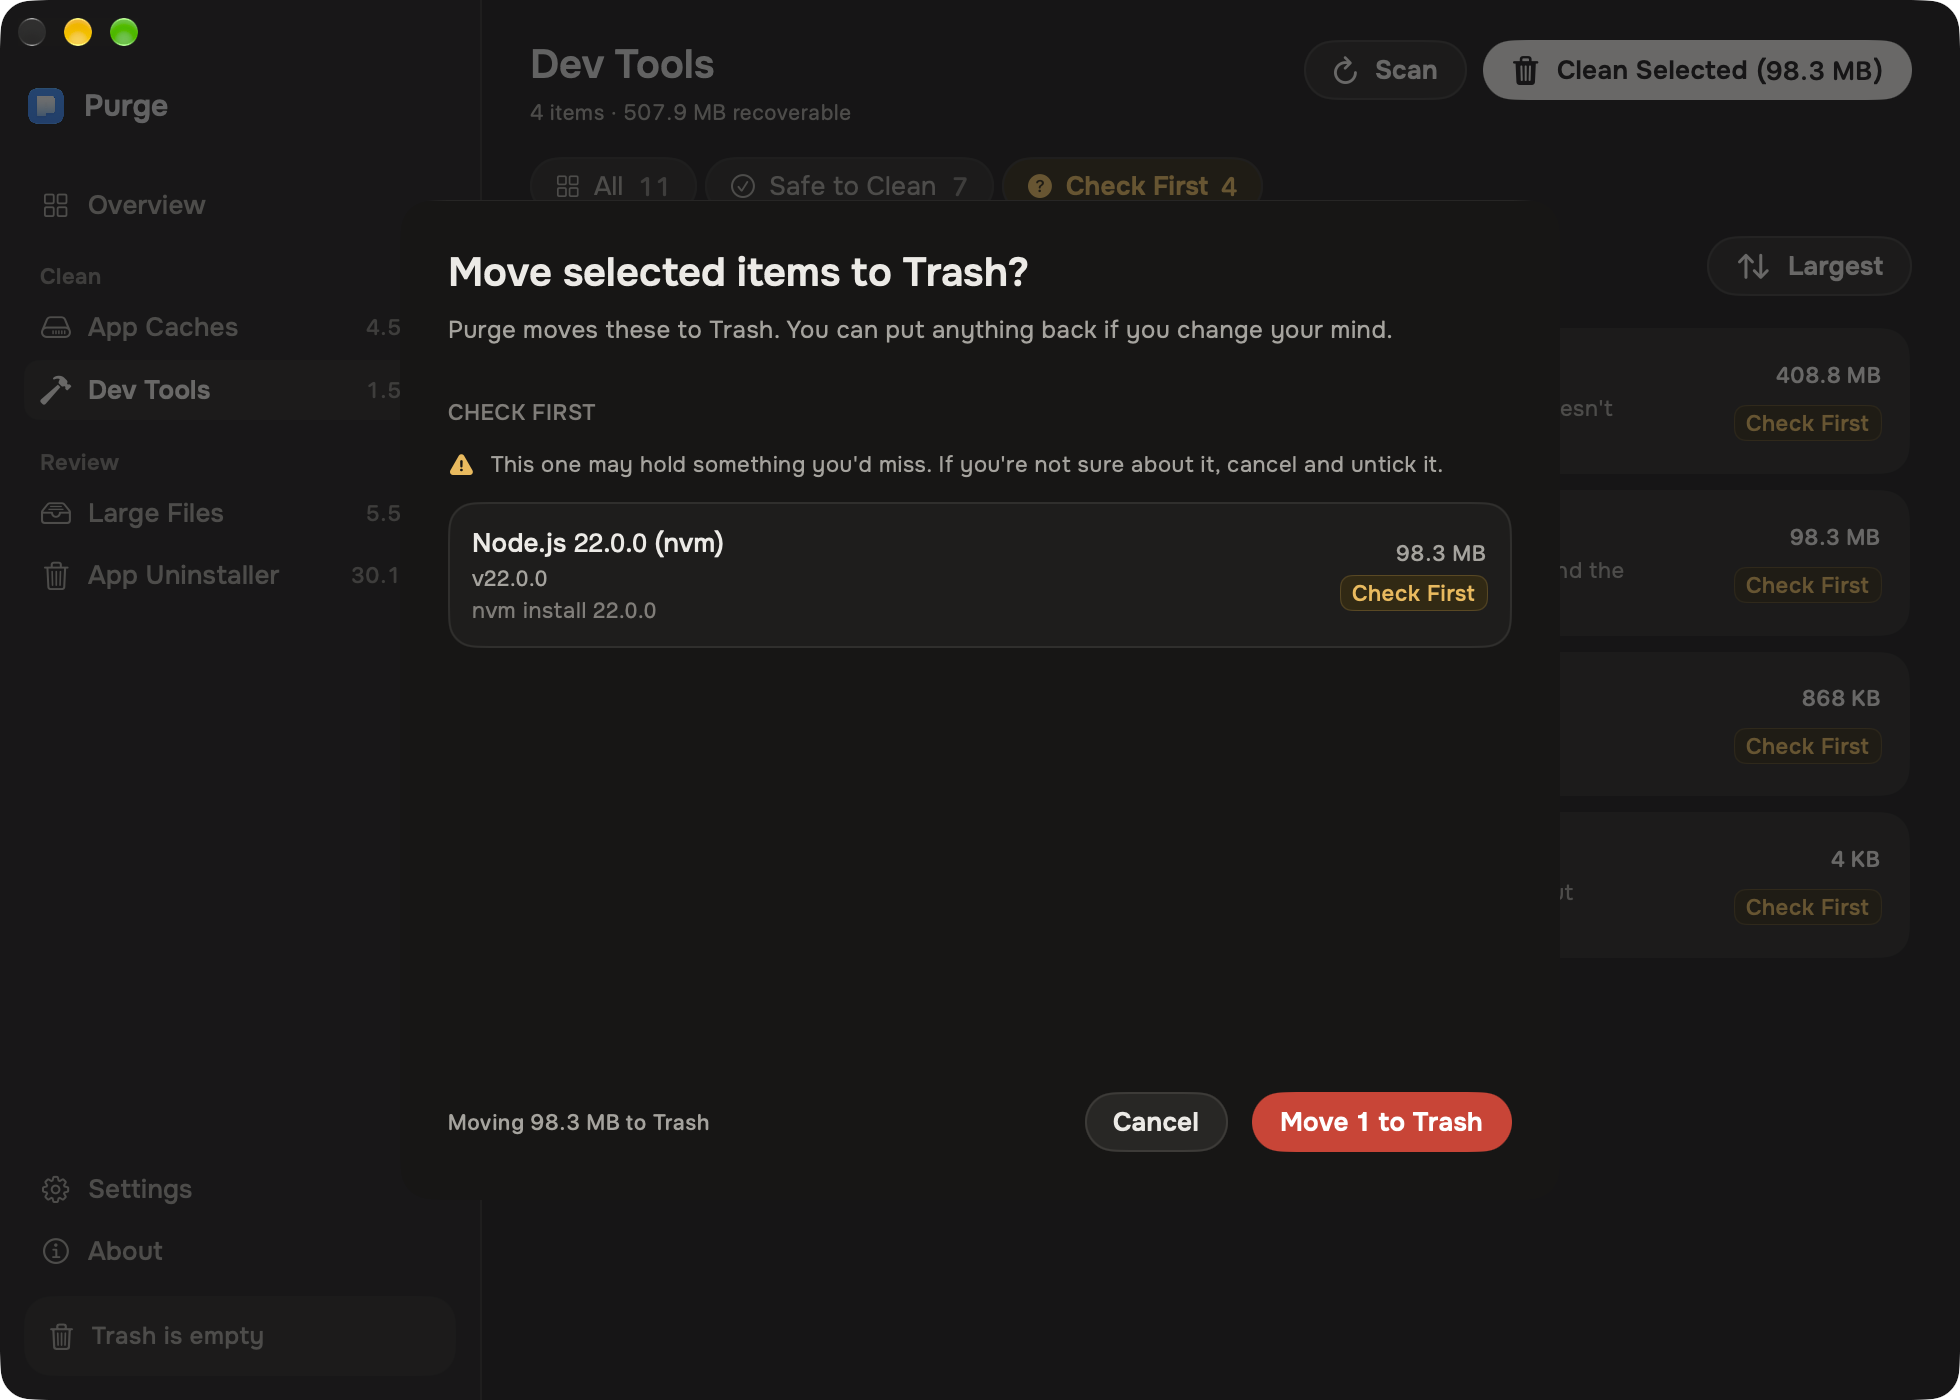 Purge
Overview
Clean
App Caches 4.5
Dev Tools 1.5
Review
Large Files 5.5
App Uninstaller 30.1
Settings
About
Trash is empty
Dev Tools
4 items · 507.9 MB recoverable
Scan
Clean Selected (98.3 MB)
All 11
Safe to Clean 7
Check First 4
Largest
Move selected items to Trash?
Purge moves these to Trash. You can put anything back if you change your mind.
CHECK FIRST
This one may hold something you'd miss. If you're not sure about it, cancel and untick it.
Node.js 22.0.0 (nvm)
v22.0.0
nvm install 22.0.0
98.3 MB
Check First
Moving 98.3 MB to Trash
Cancel
Move 1 to Trash
408.8 MB
esn't
Check First
98.3 MB
nd the
Check First
868 KB
Check First
4 KB
Check First